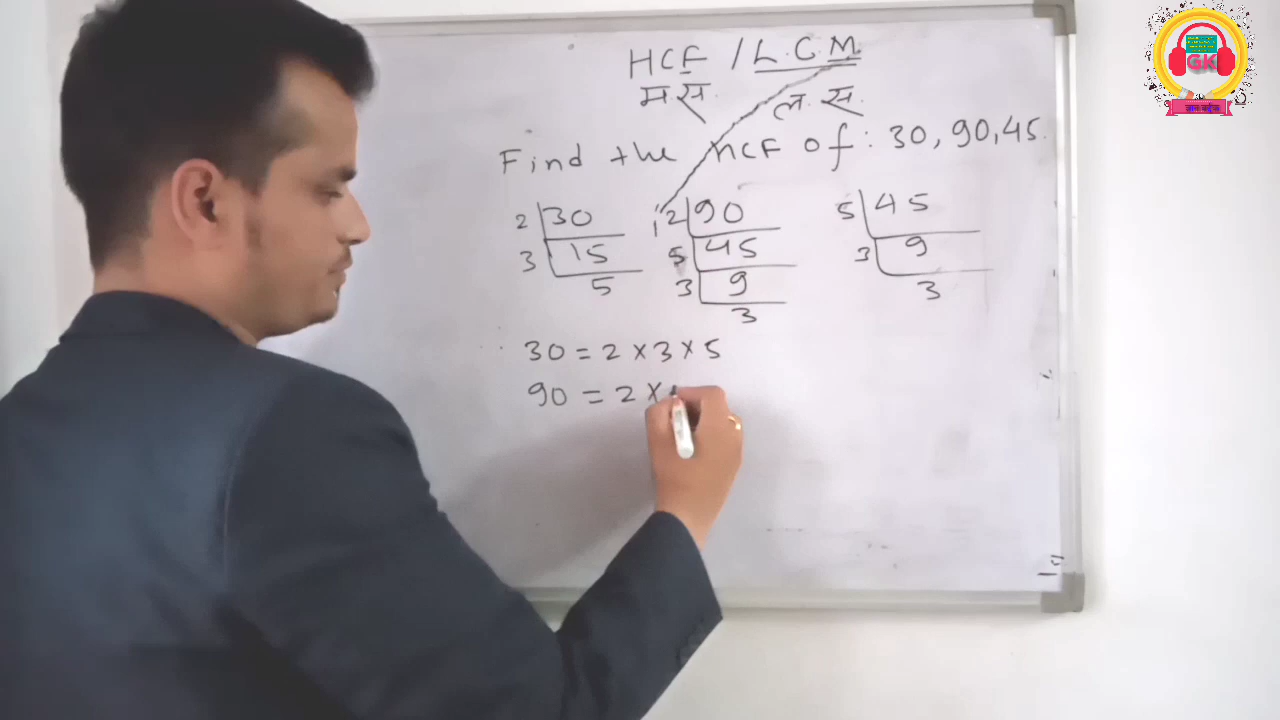 HCF / L.C.M
म.स. ल.स.
Find the HCF of: 30, 90, 45.
2 30 2 90 5 45
3 15 5 45 3 9
5 3 9 3
3
30 = 2 × 3 × 5
90 = 2 ×
GK